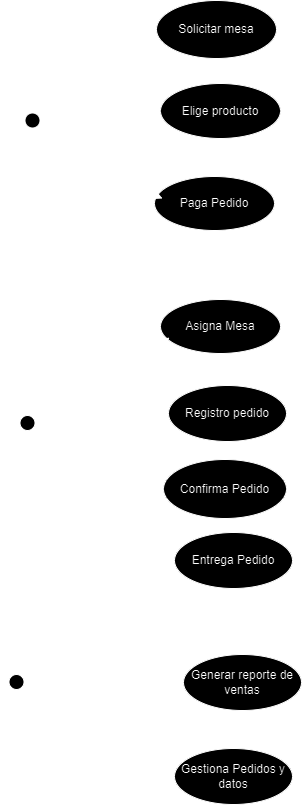 Solicitar mesa
Elige producto
Paga Pedido
Asigna Mesa
Registro pedido
Confirma Pedido
Entrega Pedido
Generar reporte de
ventas
Gestiona Pedidos y
datos